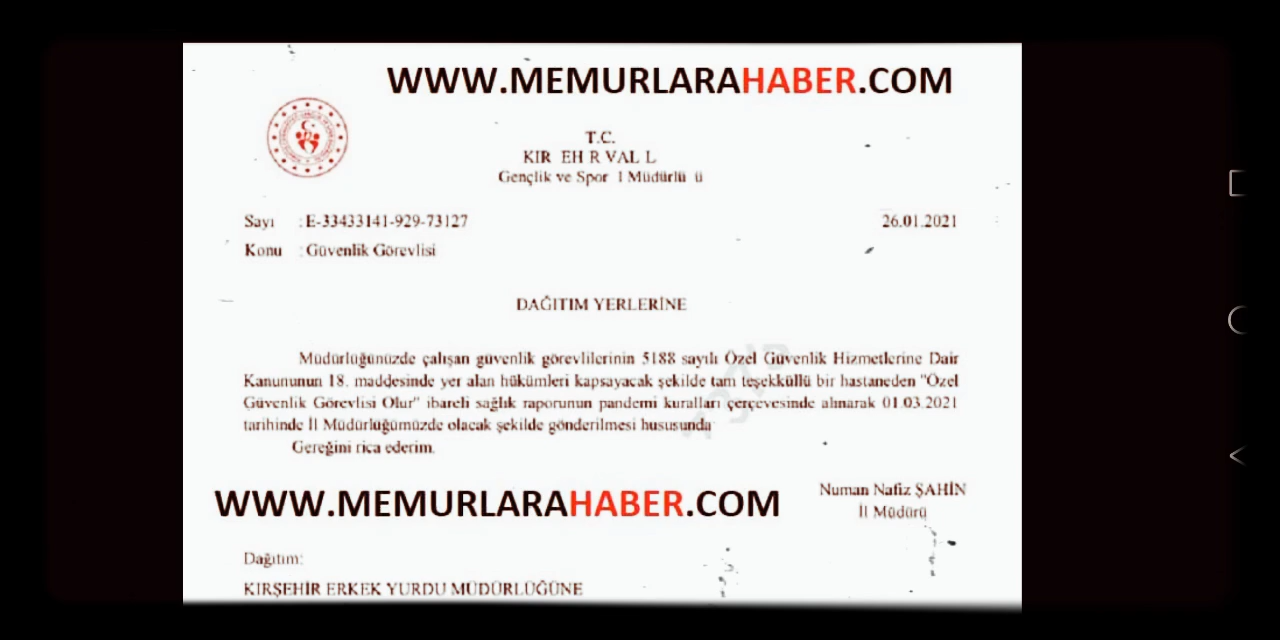 WWW.MEMURLARAHABER.COM
T.C.
KIR EH R VAL L
Gençlik ve Spor I Müdürlü ü
Sayı : E-33433141-929-73127 26.01.2021
Konu : Güvenlik Görevlisi
DAĞITIM YERLERİNE
Müdürlüğünüzde çalışan güvenlik görevlilerinin 5188 sayılı Özel Güvenlik Hizmetlerine Dair
Kanununun 18. maddesinde yer alan hükümleri kapsayacak şekilde tam teşekküllü bir hastaneden "Özel
Güvenlik Görevlisi Olur" ibareli sağlık raporunun pandemi kuralları çerçevesinde alınarak 01.03.2021
tarihinde İl Müdürlüğümüzde olacak şekilde gönderilmesi hususunda
Gereğini rica ederim.
WWW.MEMURLARAHABER.COM
Numan Nafiz ŞAHİN
İl Müdürü
Dağıtım:
KIRŞEHİR ERKEK YURDU MÜDÜRLÜĞÜNE